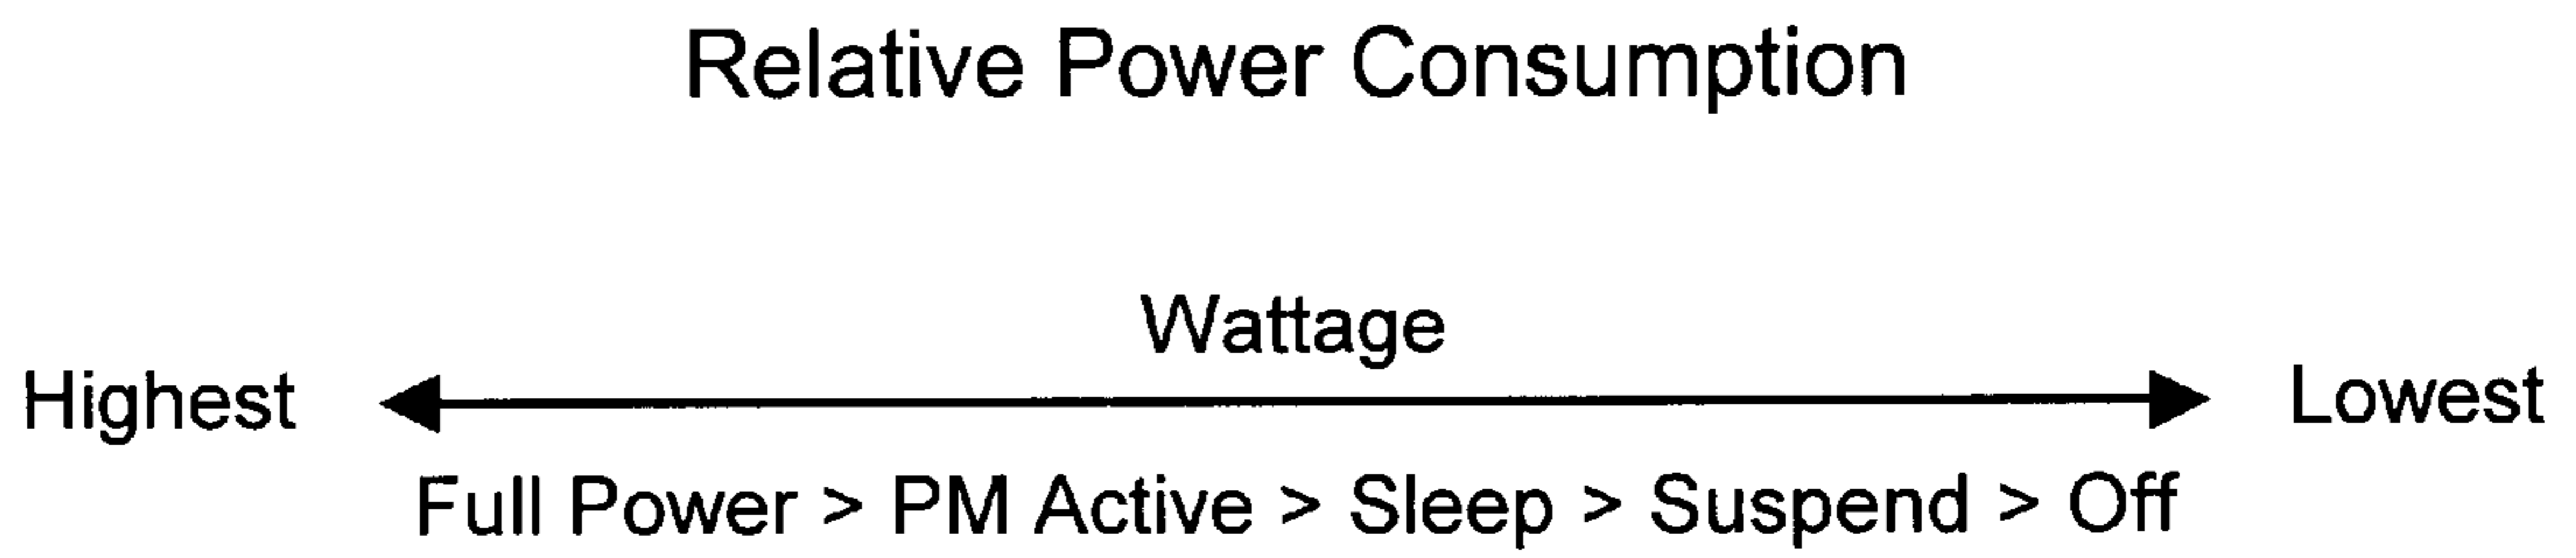 Relative Power Consumption
Wattage
Highest
Lowest
Full Power > PM Active > Sleep > Suspend > Off